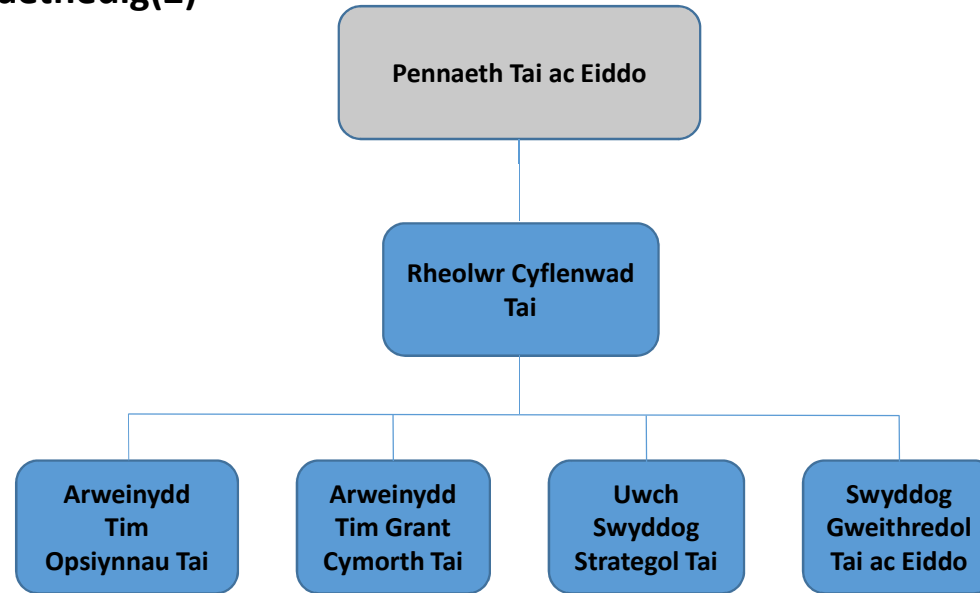 Pennaeth Tai ac Eiddo
Rheolwr Cyflenwad
Tai
Arweinydd
Tim
Opsiynnau Tai
Arweinydd
Tim Grant
Cymorth Tai
Uwch
Swyddog
Strategol Tai
Swyddog
Gweithredol
Tai ac Eiddo